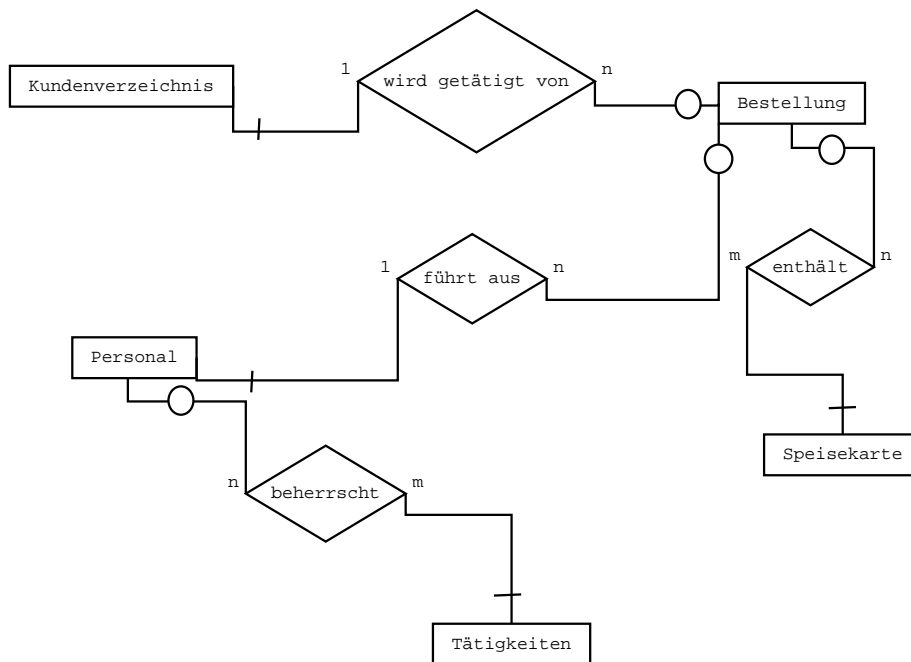 1
wird getätigt von
n
Kundenverzeichnis
Bestellung
m
enthält
n
1
führt aus
n
Personal
Speisekarte
n
beherrscht
m
Tätigkeiten